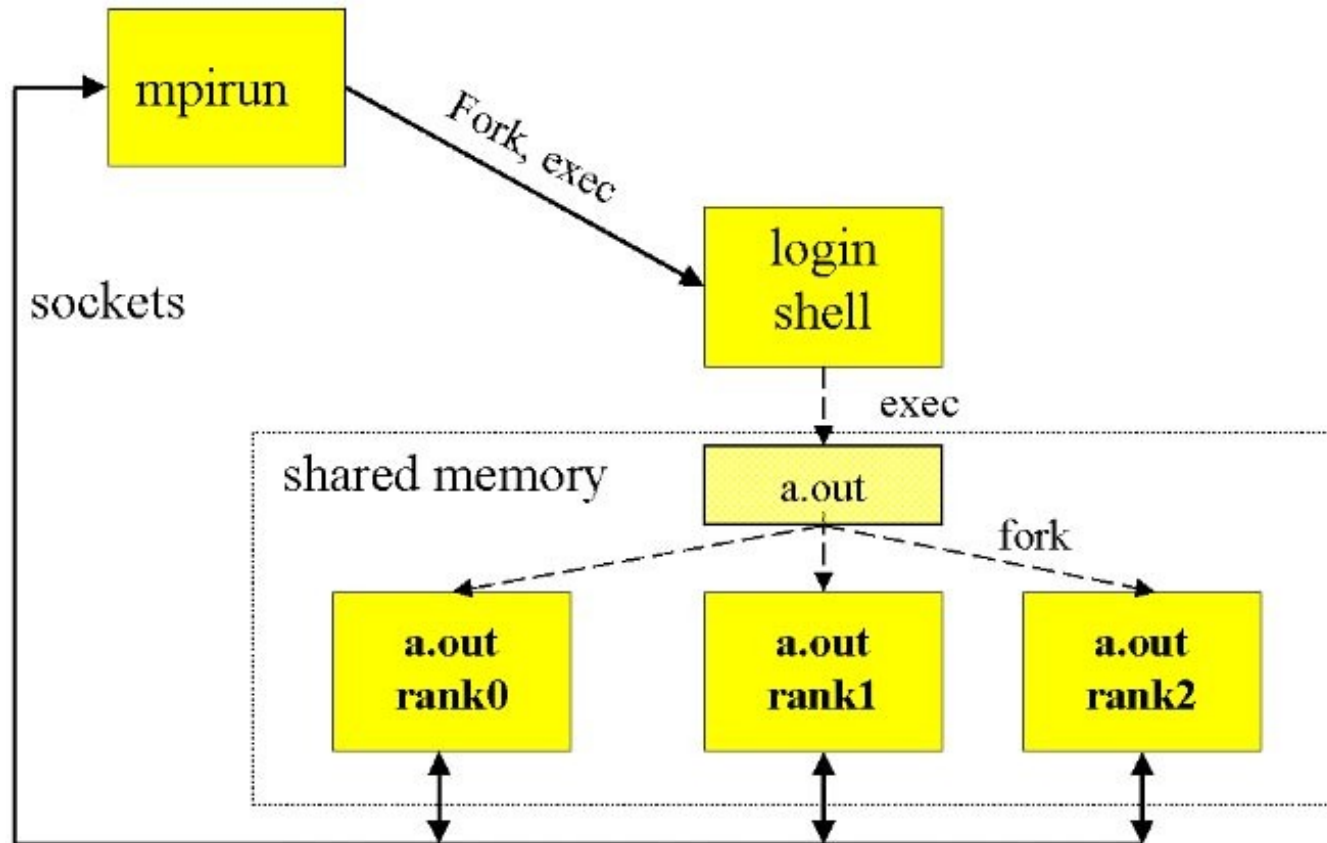 mpirun
Fork, exec
login
shell
sockets
exec
shared memory
a.out
fork
a.out
rank0
a.out
rank1
a.out
rank2